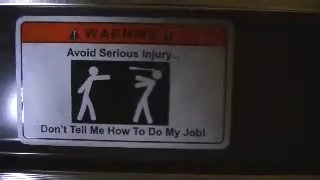 WARNING
Avoid Serious Injury...
Don't Tell Me How To Do My Job!